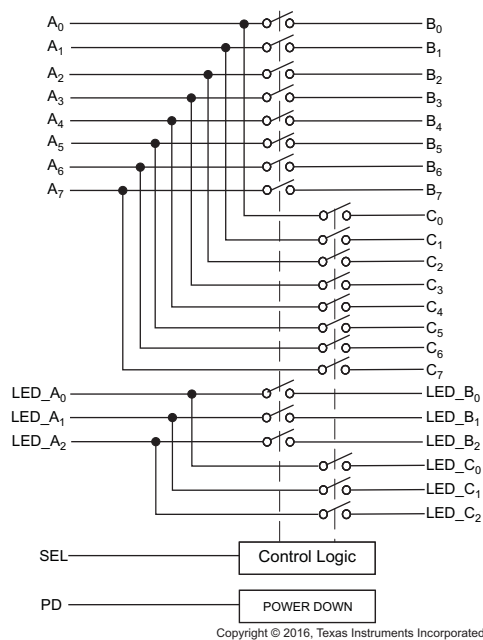 A0 B0
A1 B1
A2 B2
A3 B3
A4 B4
A5 B5
A6 B6
A7 B7
C0
C1
C2
C3
C4
C5
C6
C7
LED_A0 LED_B0
LED_A1 LED_B1
LED_A2 LED_B2
LED_C0
LED_C1
LED_C2
SEL Control Logic
PD POWER DOWN
Copyright © 2016, Texas Instruments Incorporated